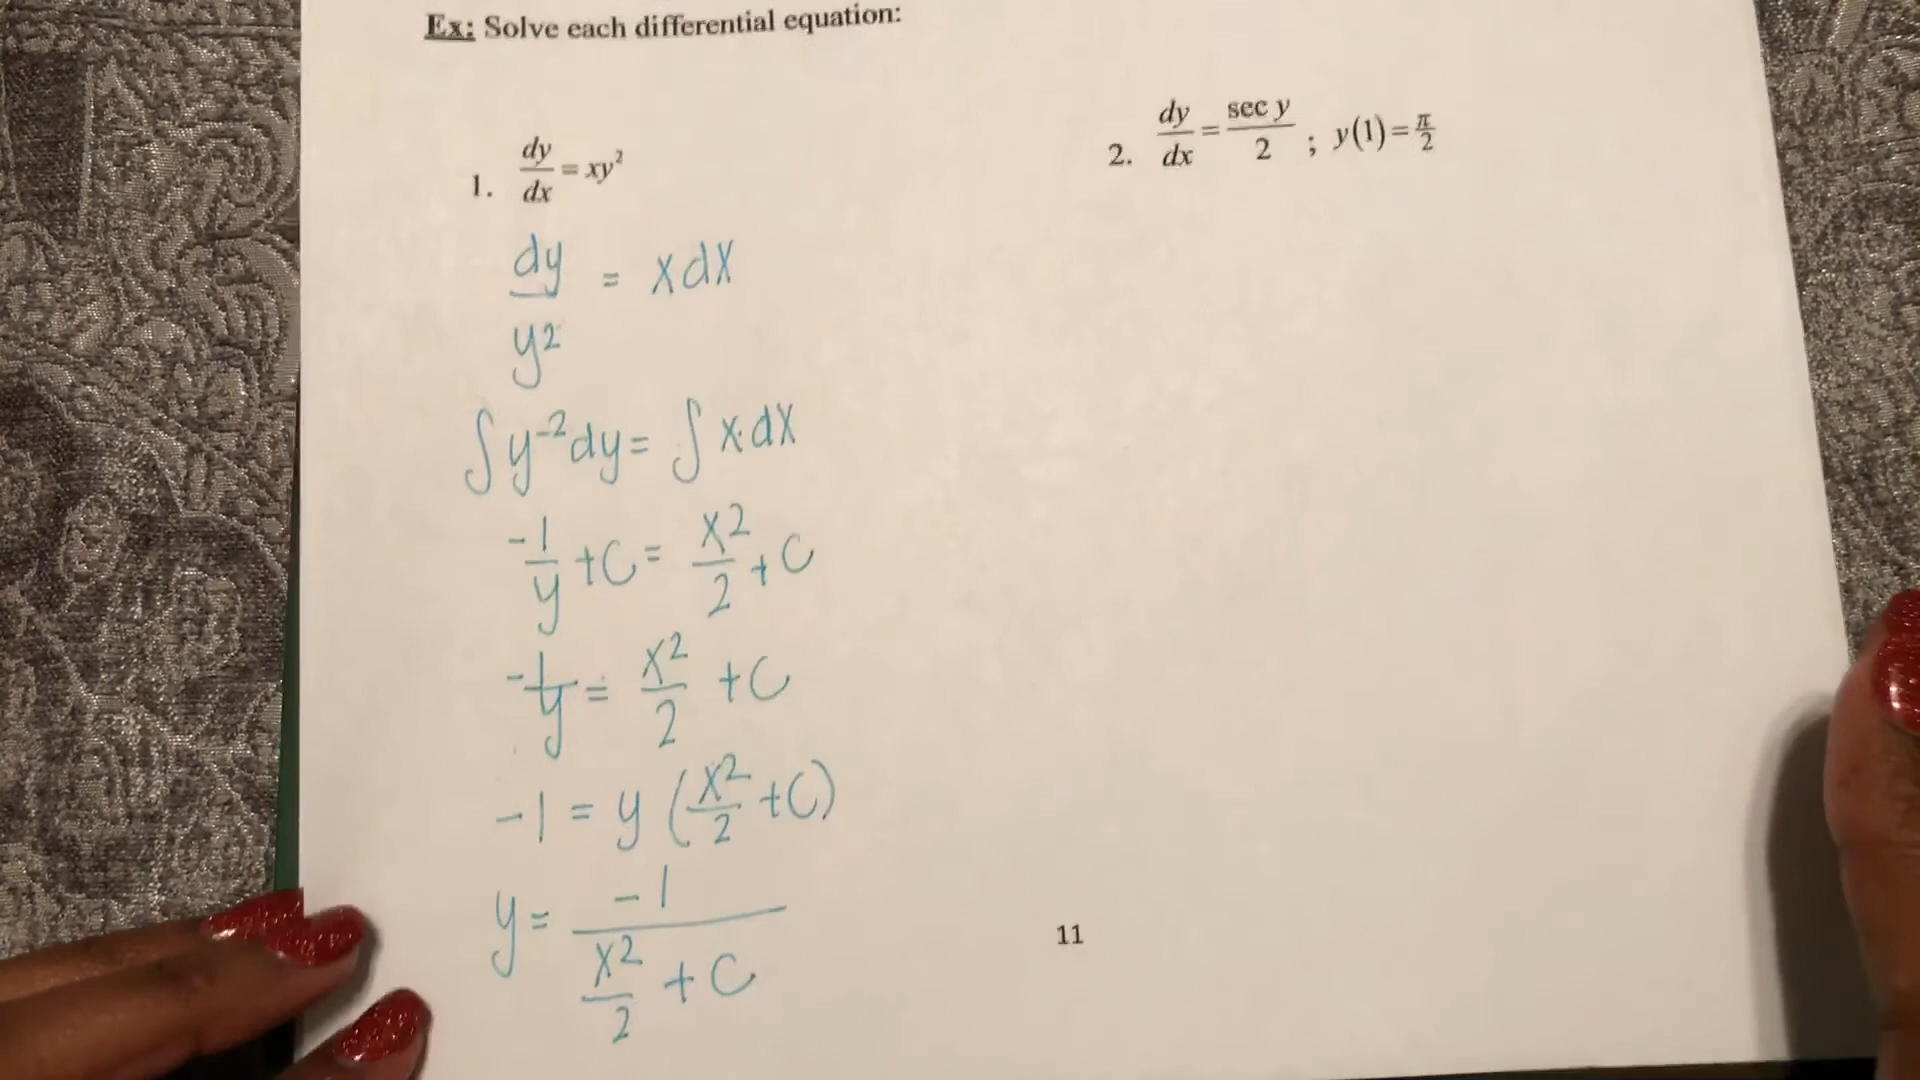 Ex: Solve each differential equation:
1. dy/dx = xy²
dy/y² = x dx
∫y⁻²dy = ∫x·dx
-1/y + C = x²/2 + C
-1/y = x²/2 + C
-1 = y (x²/2 + C)
y = -1/(x²/2 + C)
2. dy/dx = sec y/2 ; y(1) = π/2
11